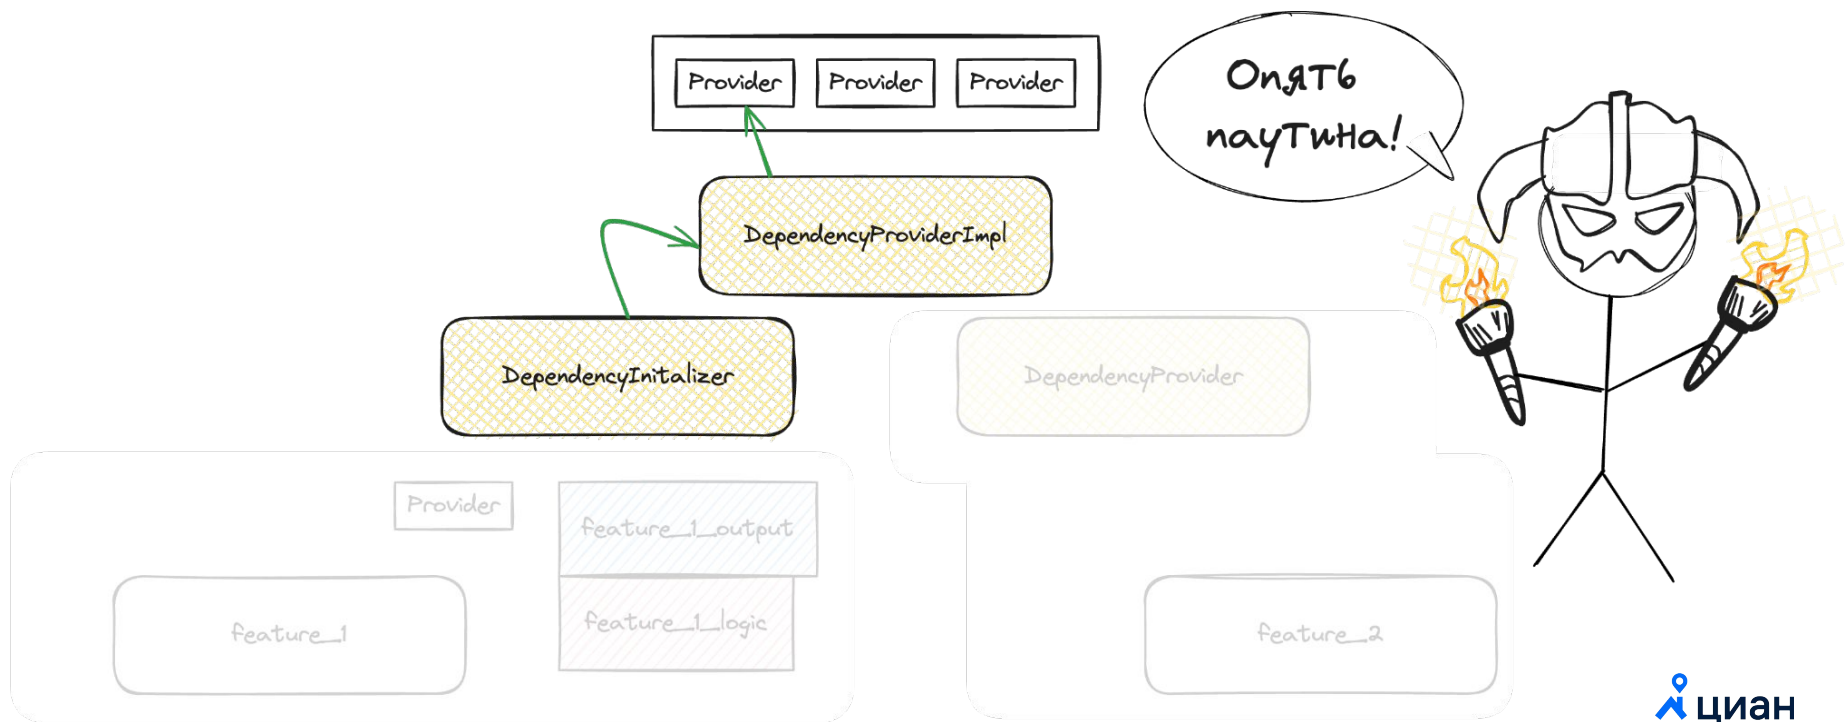 Provider Provider Provider
Опять
паутина!
DependencyProviderImpl
DependencyInitalizer
DependencyProvider
Provider
feature_1_output
feature_1_logic
feature_1
feature_2
циан